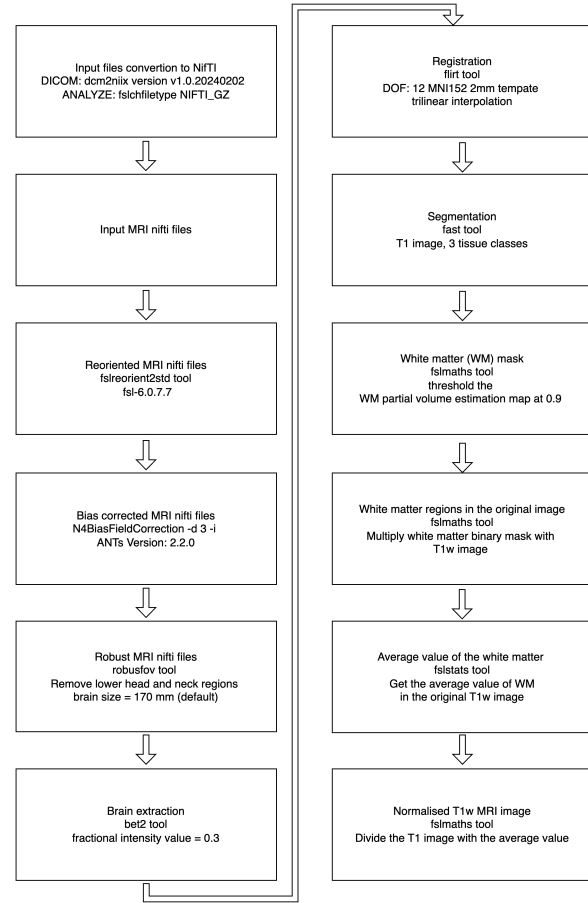 Input files convertion to NifTI
DICOM: dcm2niix version v1.0.20240202
ANALYZE: fslchfiletype NIFTI_GZ
Input MRI nifti files
Reoriented MRI nifti files
fslreorient2std tool
fsl-6.0.7.7
Bias corrected MRI nifti files
N4BiasFieldCorrection -d 3 -i
ANTs Version: 2.2.0
Robust MRI nifti files
robusfov tool
Remove lower head and neck regions
brain size = 170 mm (default)
Brain extraction
bet2 tool
fractional intensity value = 0.3
Registration
flirt tool
DOF: 12 MNI152 2mm tempate
trilinear interpolation
Segmentation
fast tool
T1 image, 3 tissue classes
White matter (WM) mask
fslmaths tool
threshold the
WM partial volume estimation map at 0.9
White matter regions in the original image
fslmaths tool
Multiply white matter binary mask with
T1w image
Average value of the white matter
fslstats tool
Get the average value of WM
in the original T1w image
Normalised T1w MRI image
fslmaths tool
Divide the T1 image with the average value